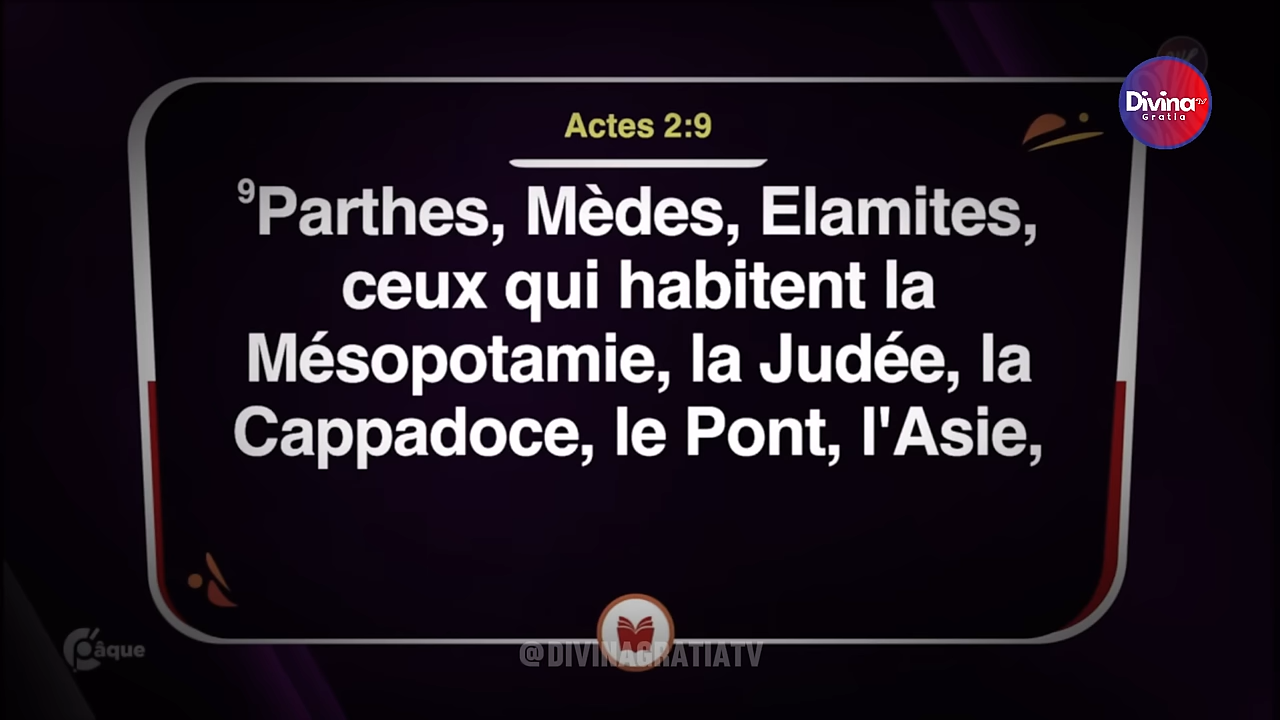 Divina TV
Gratia
Actes 2:9
9Parthes, Mèdes, Elamites,
ceux qui habitent la
Mésopotamie, la Judée, la
Cappadoce, le Pont, l'Asie,
Pâque
@DIVINAGRATIATV